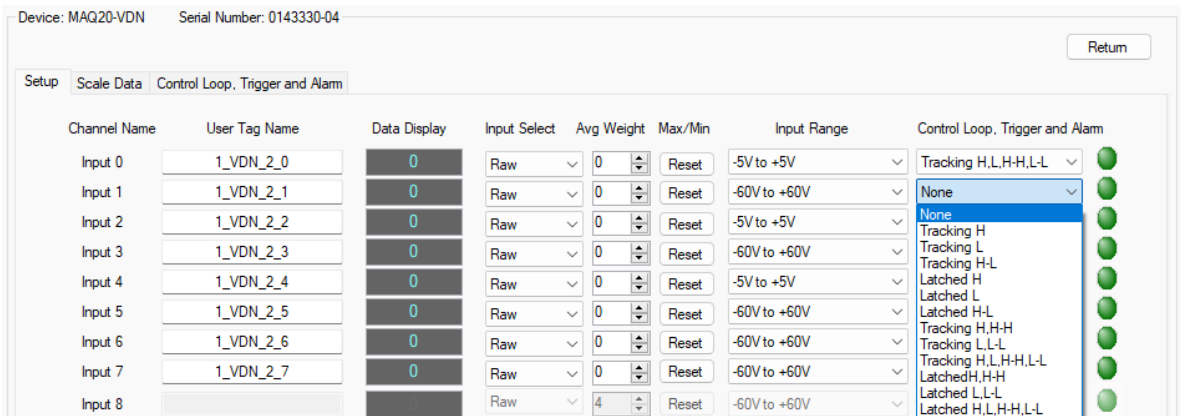 Device: MAQ20-VDN Serial Number: 0143330-04
Return
Setup Scale Data Control Loop, Trigger and Alarm
Channel Name User Tag Name Data Display Input Select Avg Weight Max/Min Input Range Control Loop, Trigger and Alarm
Input 0 1_VDN_2_0 0 Raw 0 Reset -5V to +5V Tracking H,L,H-H,L-L
Input 1 1_VDN_2_1 0 Raw 0 Reset -60V to +60V None
Input 2 1_VDN_2_2 0 Raw 0 Reset -5V to +5V
Input 3 1_VDN_2_3 0 Raw 0 Reset -60V to +60V
Input 4 1_VDN_2_4 0 Raw 0 Reset -5V to +5V
Input 5 1_VDN_2_5 0 Raw 0 Reset -60V to +60V
Input 6 1_VDN_2_6 0 Raw 0 Reset -60V to +60V
Input 7 1_VDN_2_7 0 Raw 0 Reset -60V to +60V
Input 8 0 Raw 4 Reset -60V to +60V
None
Tracking H
Tracking L
Tracking H-L
Latched H
Latched L
Latched H-L
Tracking H,H-H
Tracking L,L-L
Tracking H,L,H-H,L-L
LatchedH,H-H
Latched L,L-L
Latched H,L,H-H,L-L